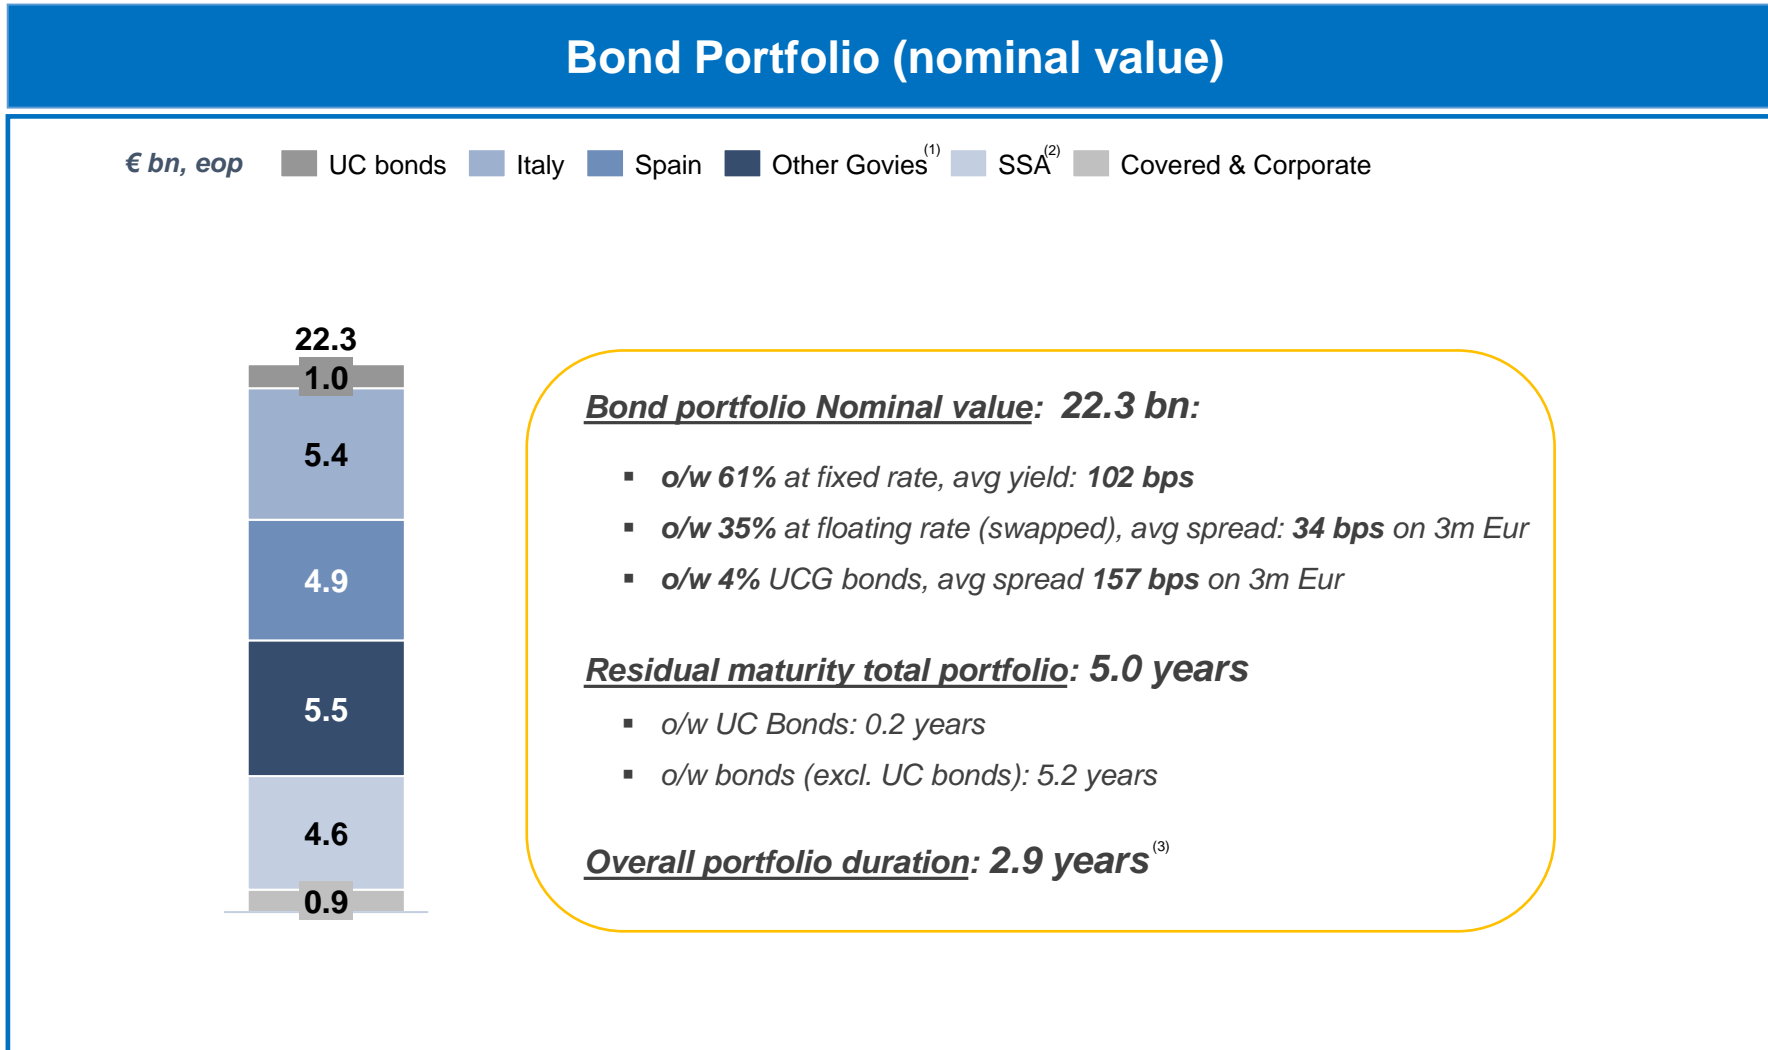 Bond Portfolio (nominal value)
€ bn, eop UC bonds Italy Spain Other Govies(1) SSA(2) Covered & Corporate
22.3
1.0
5.4
4.9
5.5
4.6
0.9
Bond portfolio Nominal value: 22.3 bn:
▪ o/w 61% at fixed rate, avg yield: 102 bps
▪ o/w 35% at floating rate (swapped), avg spread: 34 bps on 3m Eur
▪ o/w 4% UCG bonds, avg spread 157 bps on 3m Eur
Residual maturity total portfolio: 5.0 years
▪ o/w UC Bonds: 0.2 years
▪ o/w bonds (excl. UC bonds): 5.2 years
Overall portfolio duration: 2.9 years(3)